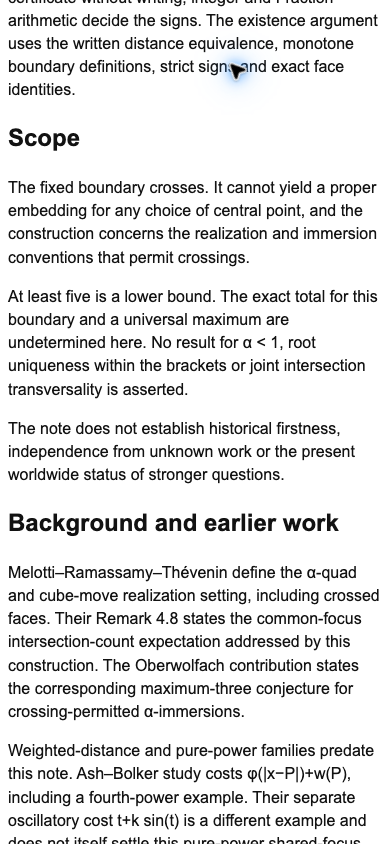 arithmetic decide the signs. The existence argument
uses the written distance equivalence, monotone
boundary definitions, strict signs and exact face
identities.
Scope
The fixed boundary crosses. It cannot yield a proper
embedding for any choice of central point, and the
construction concerns the realization and immersion
conventions that permit crossings.
At least five is a lower bound. The exact total for this
boundary and a universal maximum are
undetermined here. No result for α < 1, root
uniqueness within the brackets or joint intersection
transversality is asserted.
The note does not establish historical firstness,
independence from unknown work or the present
worldwide status of stronger questions.
Background and earlier work
Melotti–Ramassamy–Thévenin define the α-quad
and cube-move realization setting, including crossed
faces. Their Remark 4.8 states the common-focus
intersection-count expectation addressed by this
construction. The Oberwolfach contribution states
the corresponding maximum-three conjecture for
crossing-permitted α-immersions.
Weighted-distance and pure-power families predate
this note. Ash–Bolker study costs φ(|x−P|)+w(P),
including a fourth-power example. Their separate
oscillatory cost t+k sin(t) is a different example and
does not itself settle this pure-power shared-focus